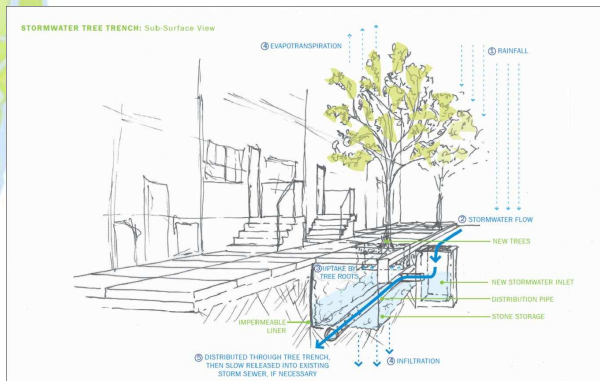 STORMWATER TREE TRENCH: Sub-Surface View
④ EVAPOTRANSPIRATION
① RAINFALL
② STORMWATER FLOW
NEW TREES
③ UPTAKE BY
TREE ROOTS
NEW STORMWATER INLET
DISTRIBUTION PIPE
STONE STORAGE
IMPERMEABLE
LINER
④ INFILTRATION
⑤ DISTRIBUTED THROUGH TREE TRENCH,
THEN SLOW RELEASED INTO EXISTING
STORM SEWER, IF NECESSARY